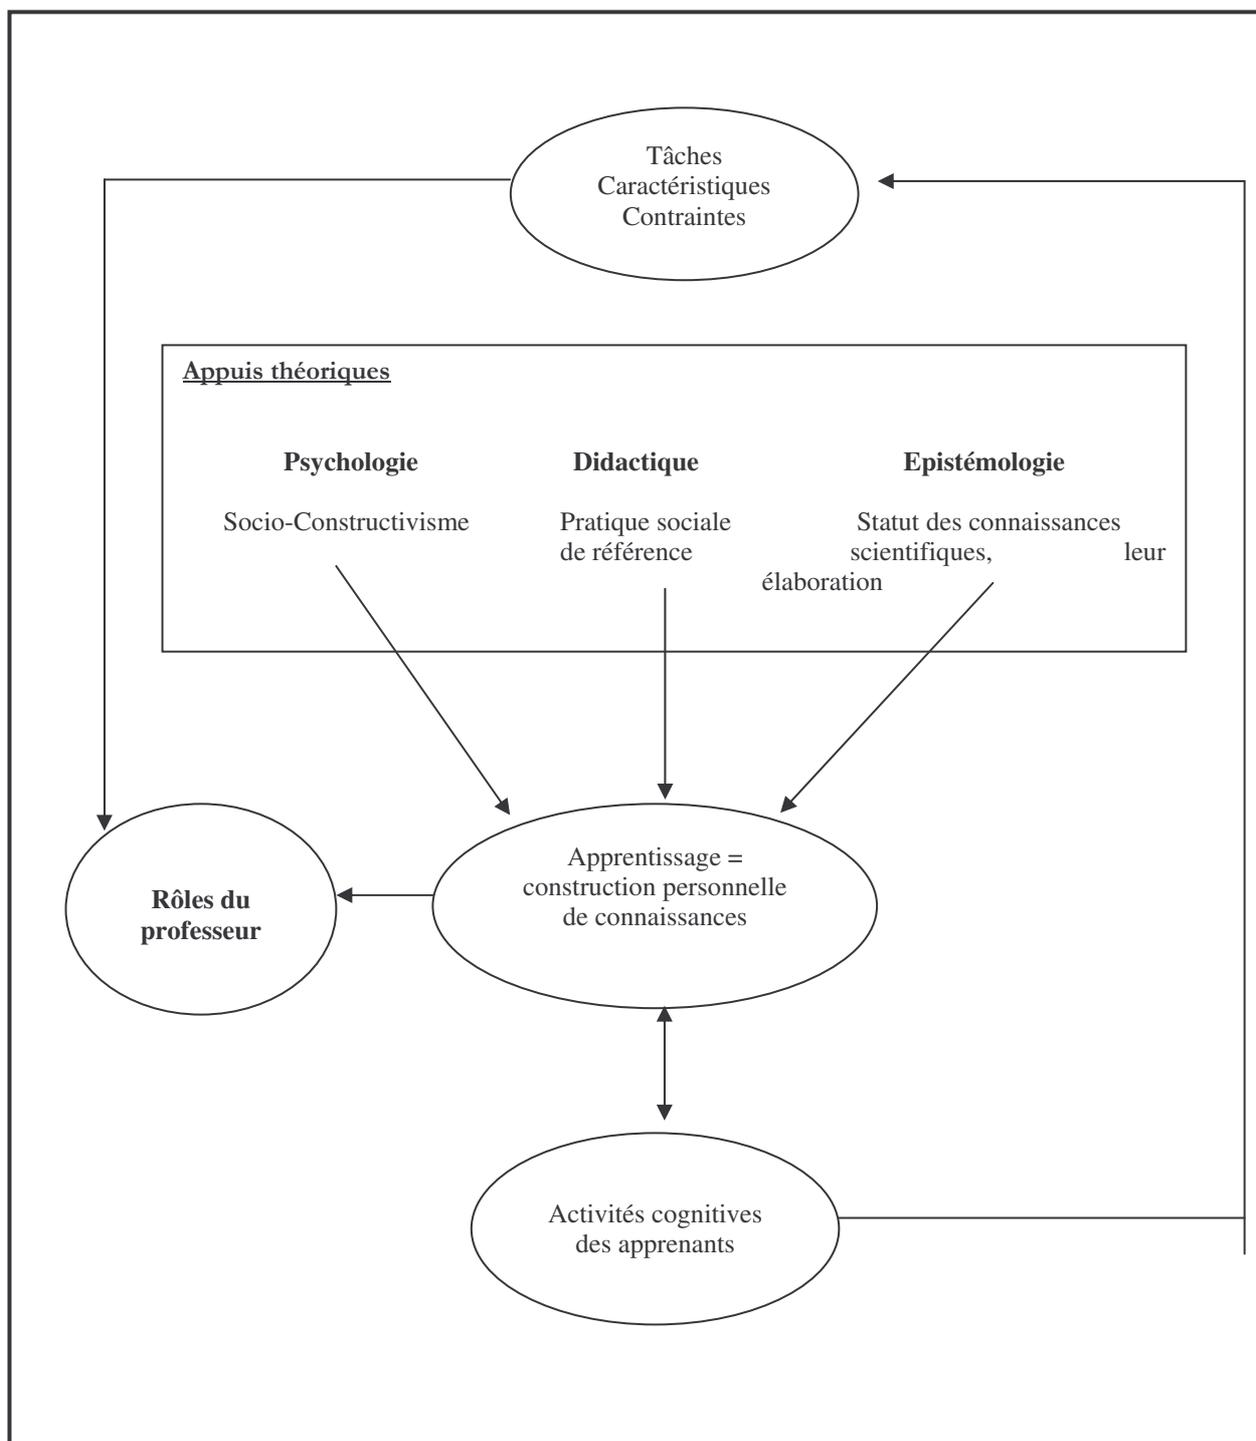 Tâches
Caractéristiques
Contraintes
Appuis théoriques
Psychologie
Socio-Constructivisme
Didactique
Pratique sociale
de référence
Epistémologie
Statut des connaissances
scientifiques, leur
élaboration
Rôles du
professeur
Apprentissage =
construction personnelle
de connaissances
Activités cognitives
des apprenants